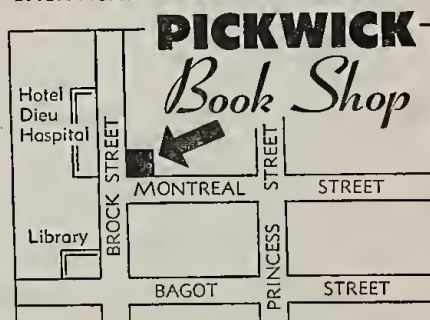 PICKWICK
Book Shop
Hotel
Dieu
Hospital
BROCK STREET
MONTREAL STREET
PRINCESS STREET
Library
BAGOT STREET